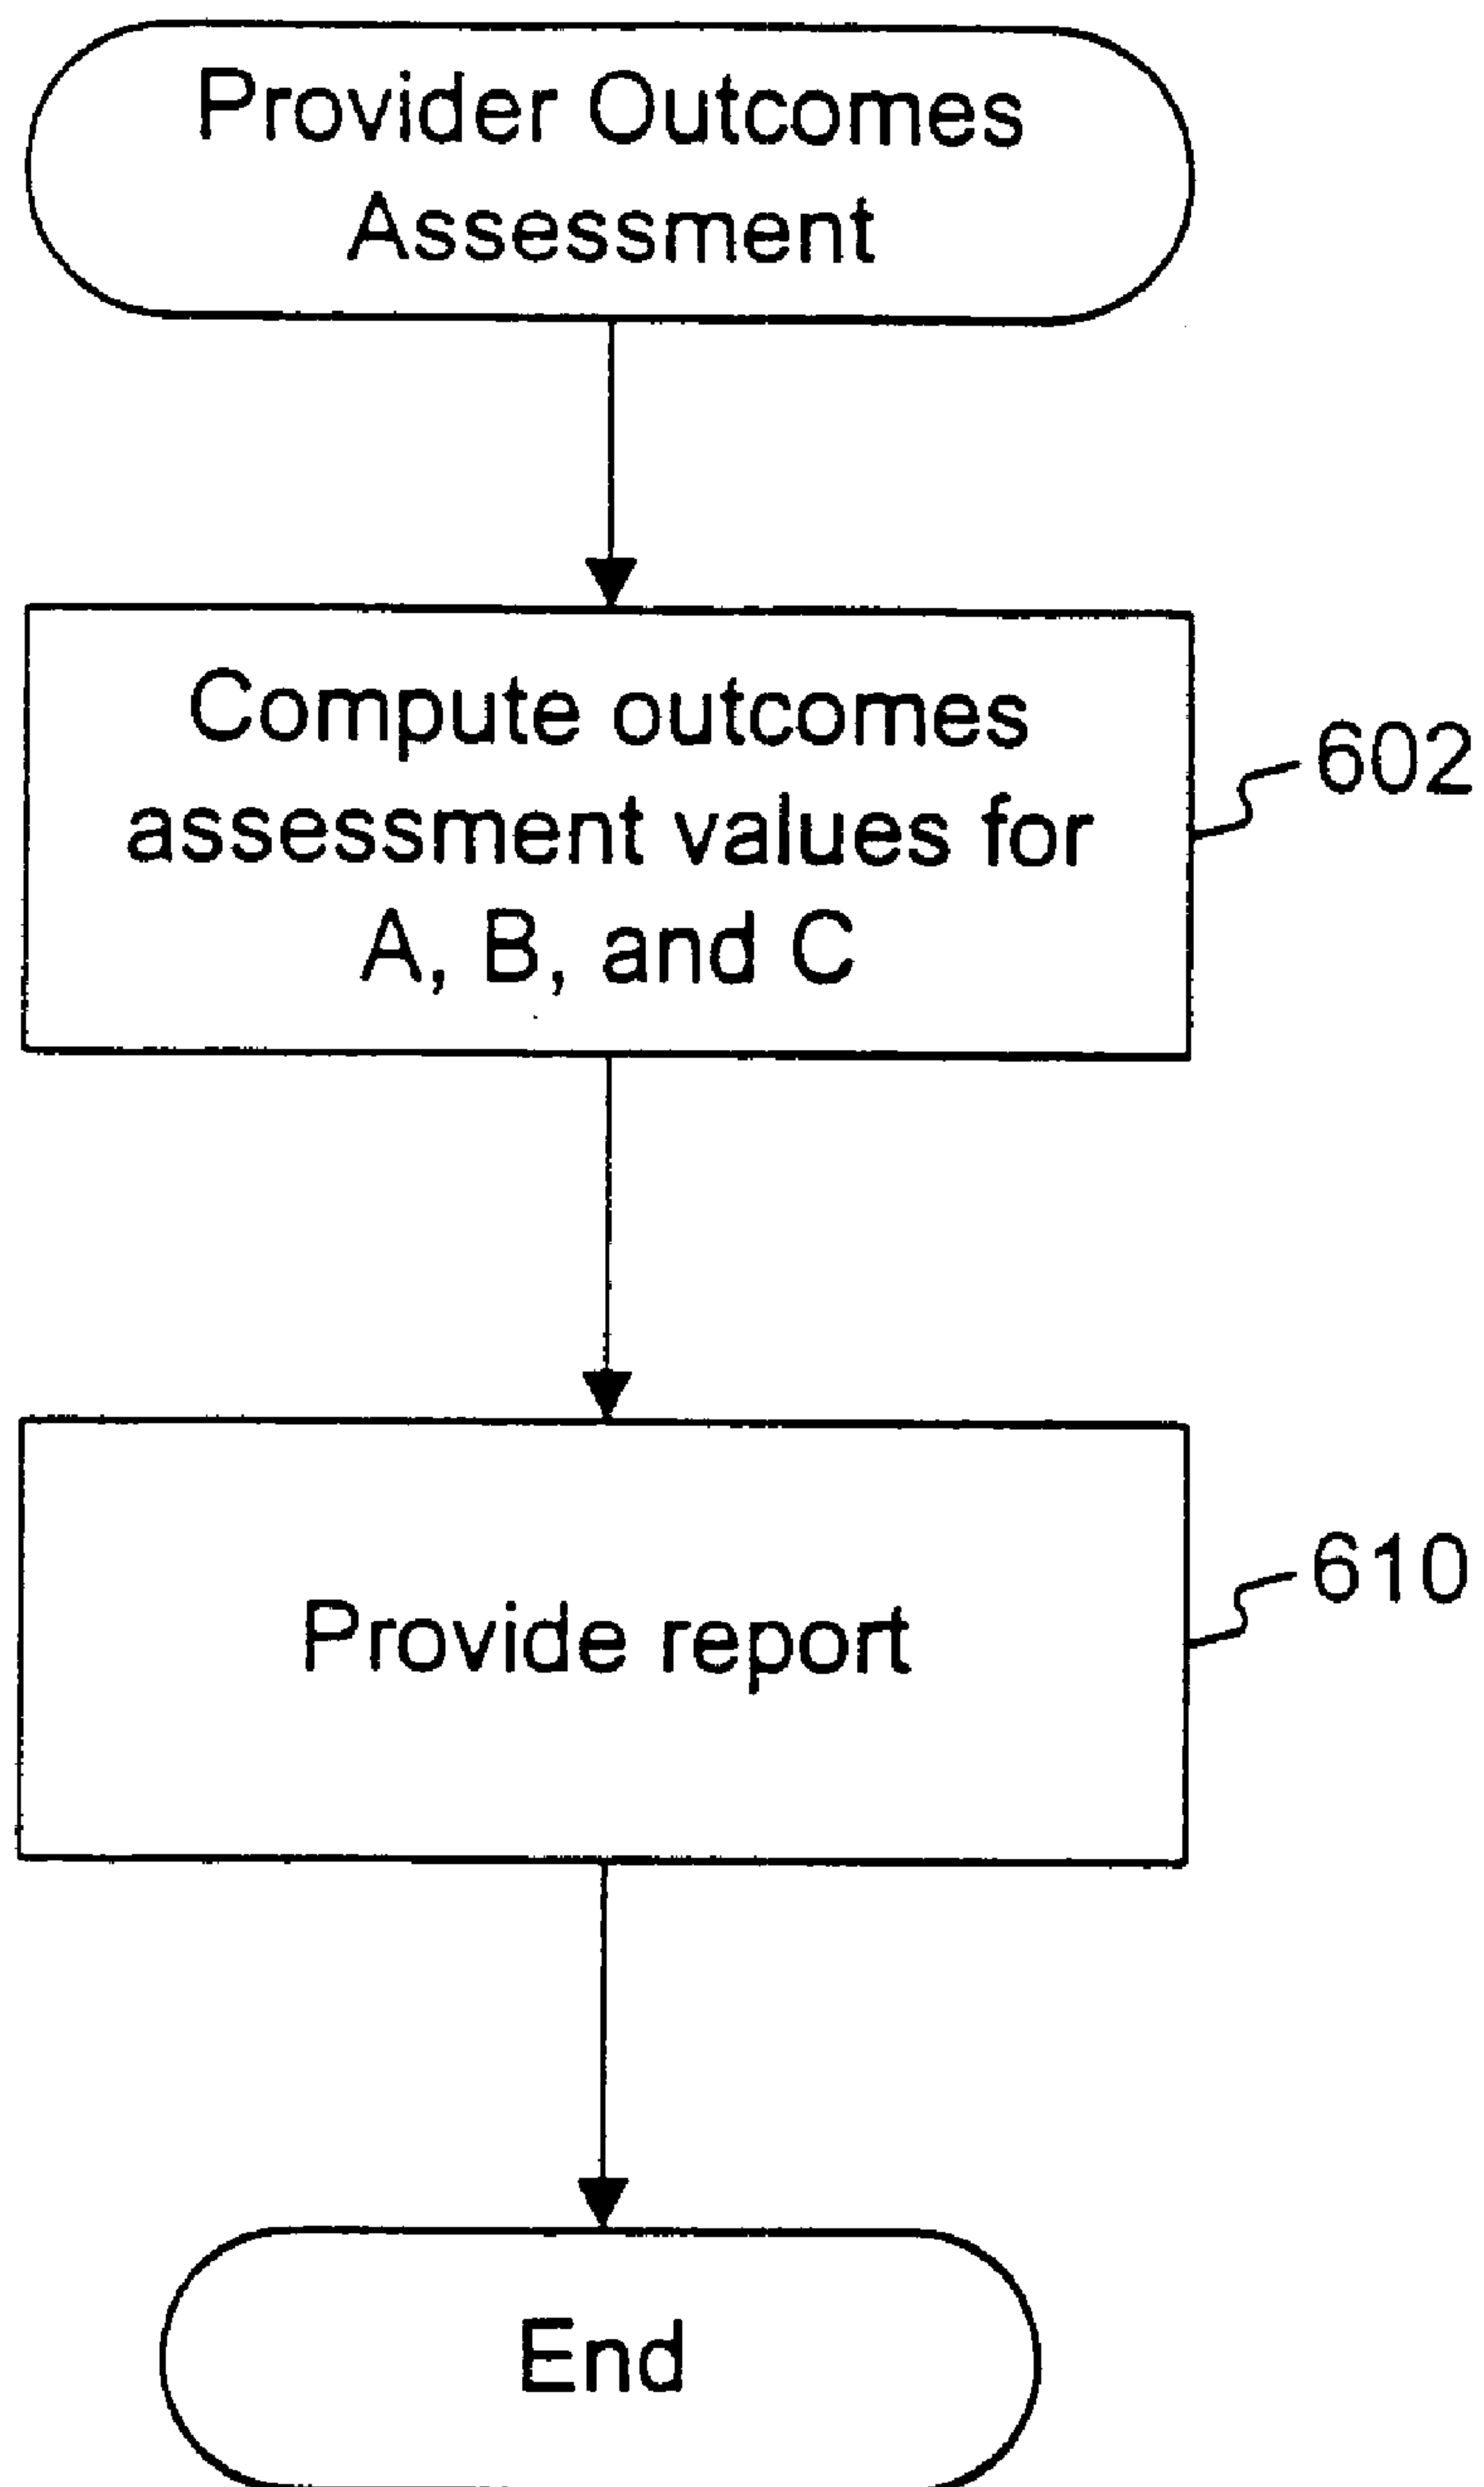 Provider Outcomes
Assessment
Compute outcomes
assessment values for
A, B, and C
602
Provide report
610
End